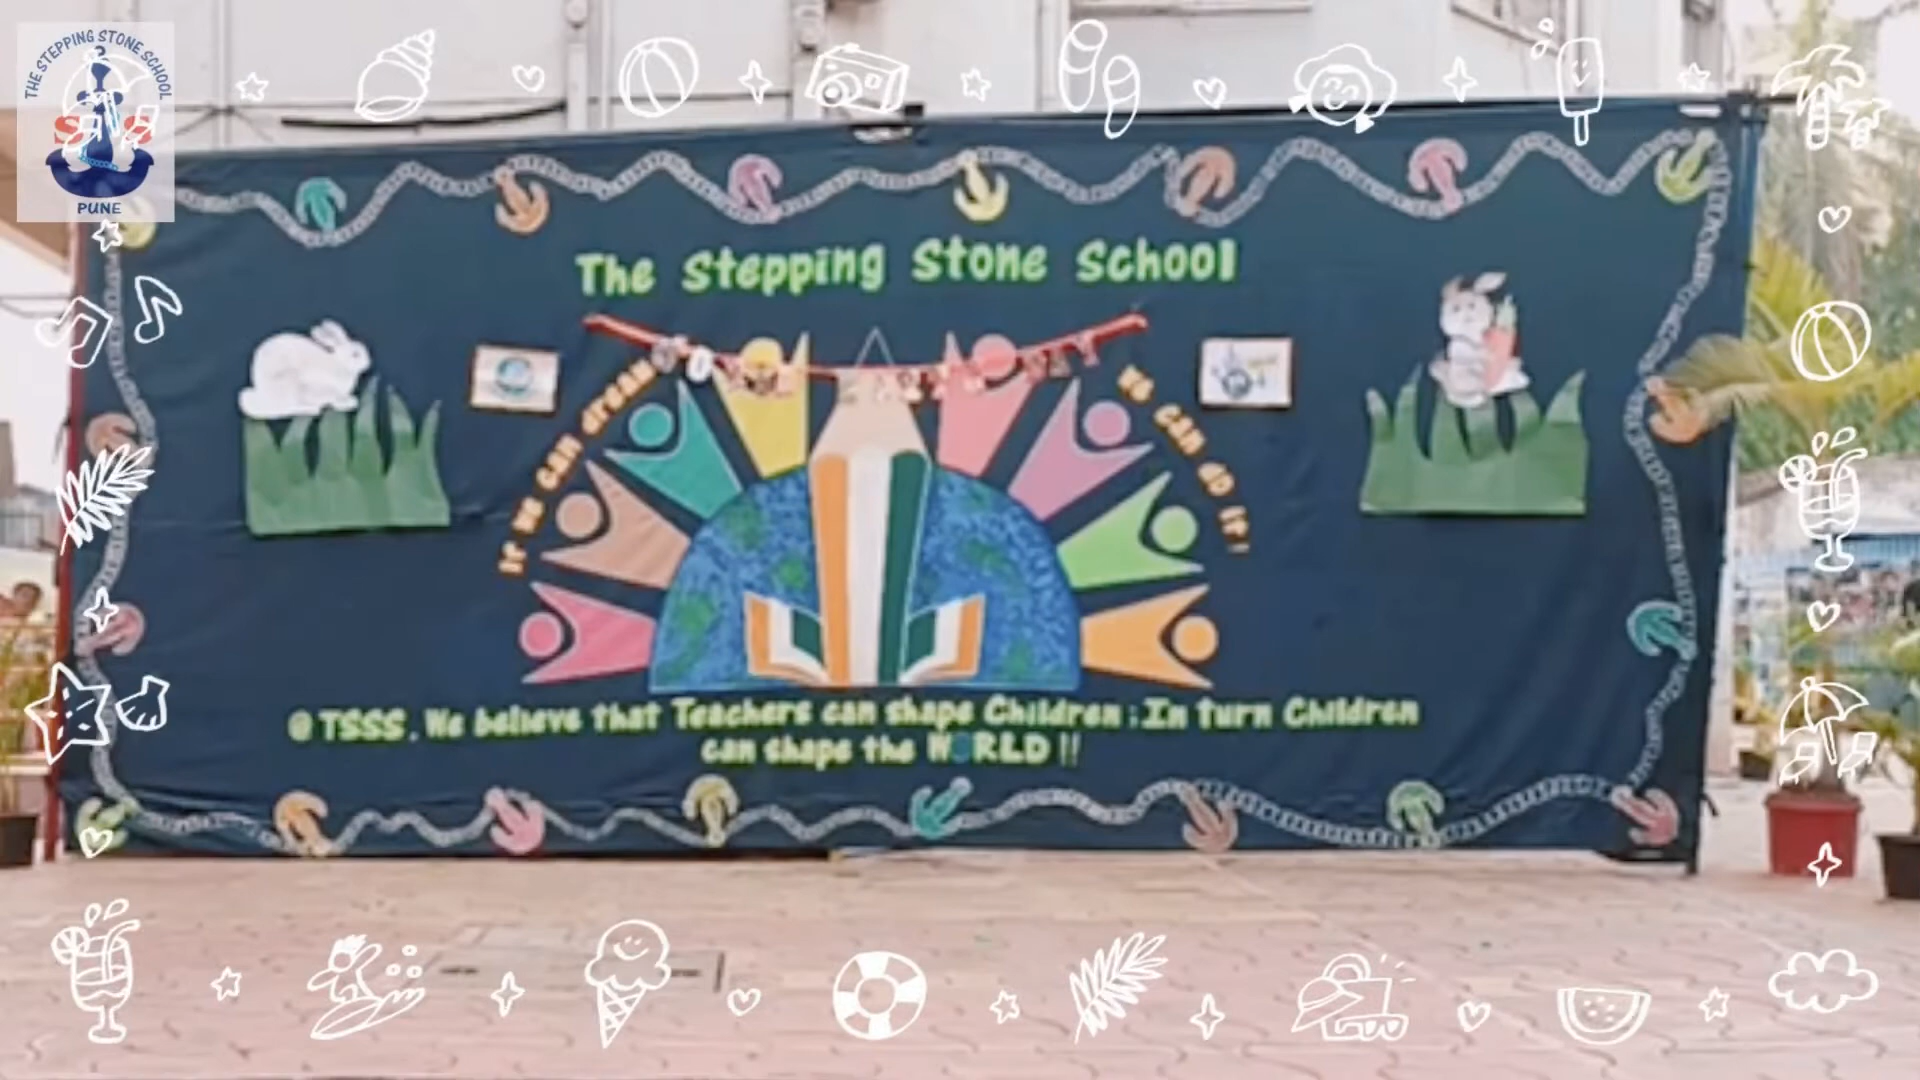 THE STEPPING STONE SCHOOL
PUNE
The Stepping Stone School
If we can dream
We CAN do it!
@ TSSS. We believe that Teachers can shape Children ; In turn Children
can shape the WORLD !!